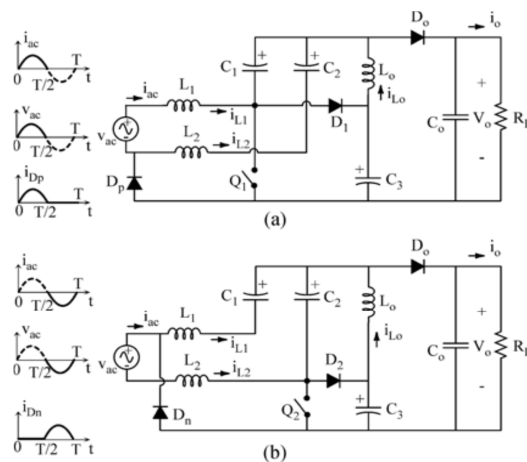 i_ac
0 T/2 T t
v_ac
0 T/2 T t
i_Dp
0 T/2 T t
i_ac
v_ac
L_1
i_L1
L_2
i_L2
D_p
Q_1
C_1 +
C_2 +
D_1
L_o
i_Lo
+ C_3
D_o
i_o
C_o
+ V_o -
(a)
i_ac
0 T/2 T t
v_ac
0 T/2 T t
i_Dn
0 T/2 T t
i_ac
v_ac
L_1
i_L1
L_2
i_L2
D_n
Q_2
C_1 +
C_2 +
D_2
L_o
i_Lo
+ C_3
D_o
i_o
C_o
+ V_o -
(b)